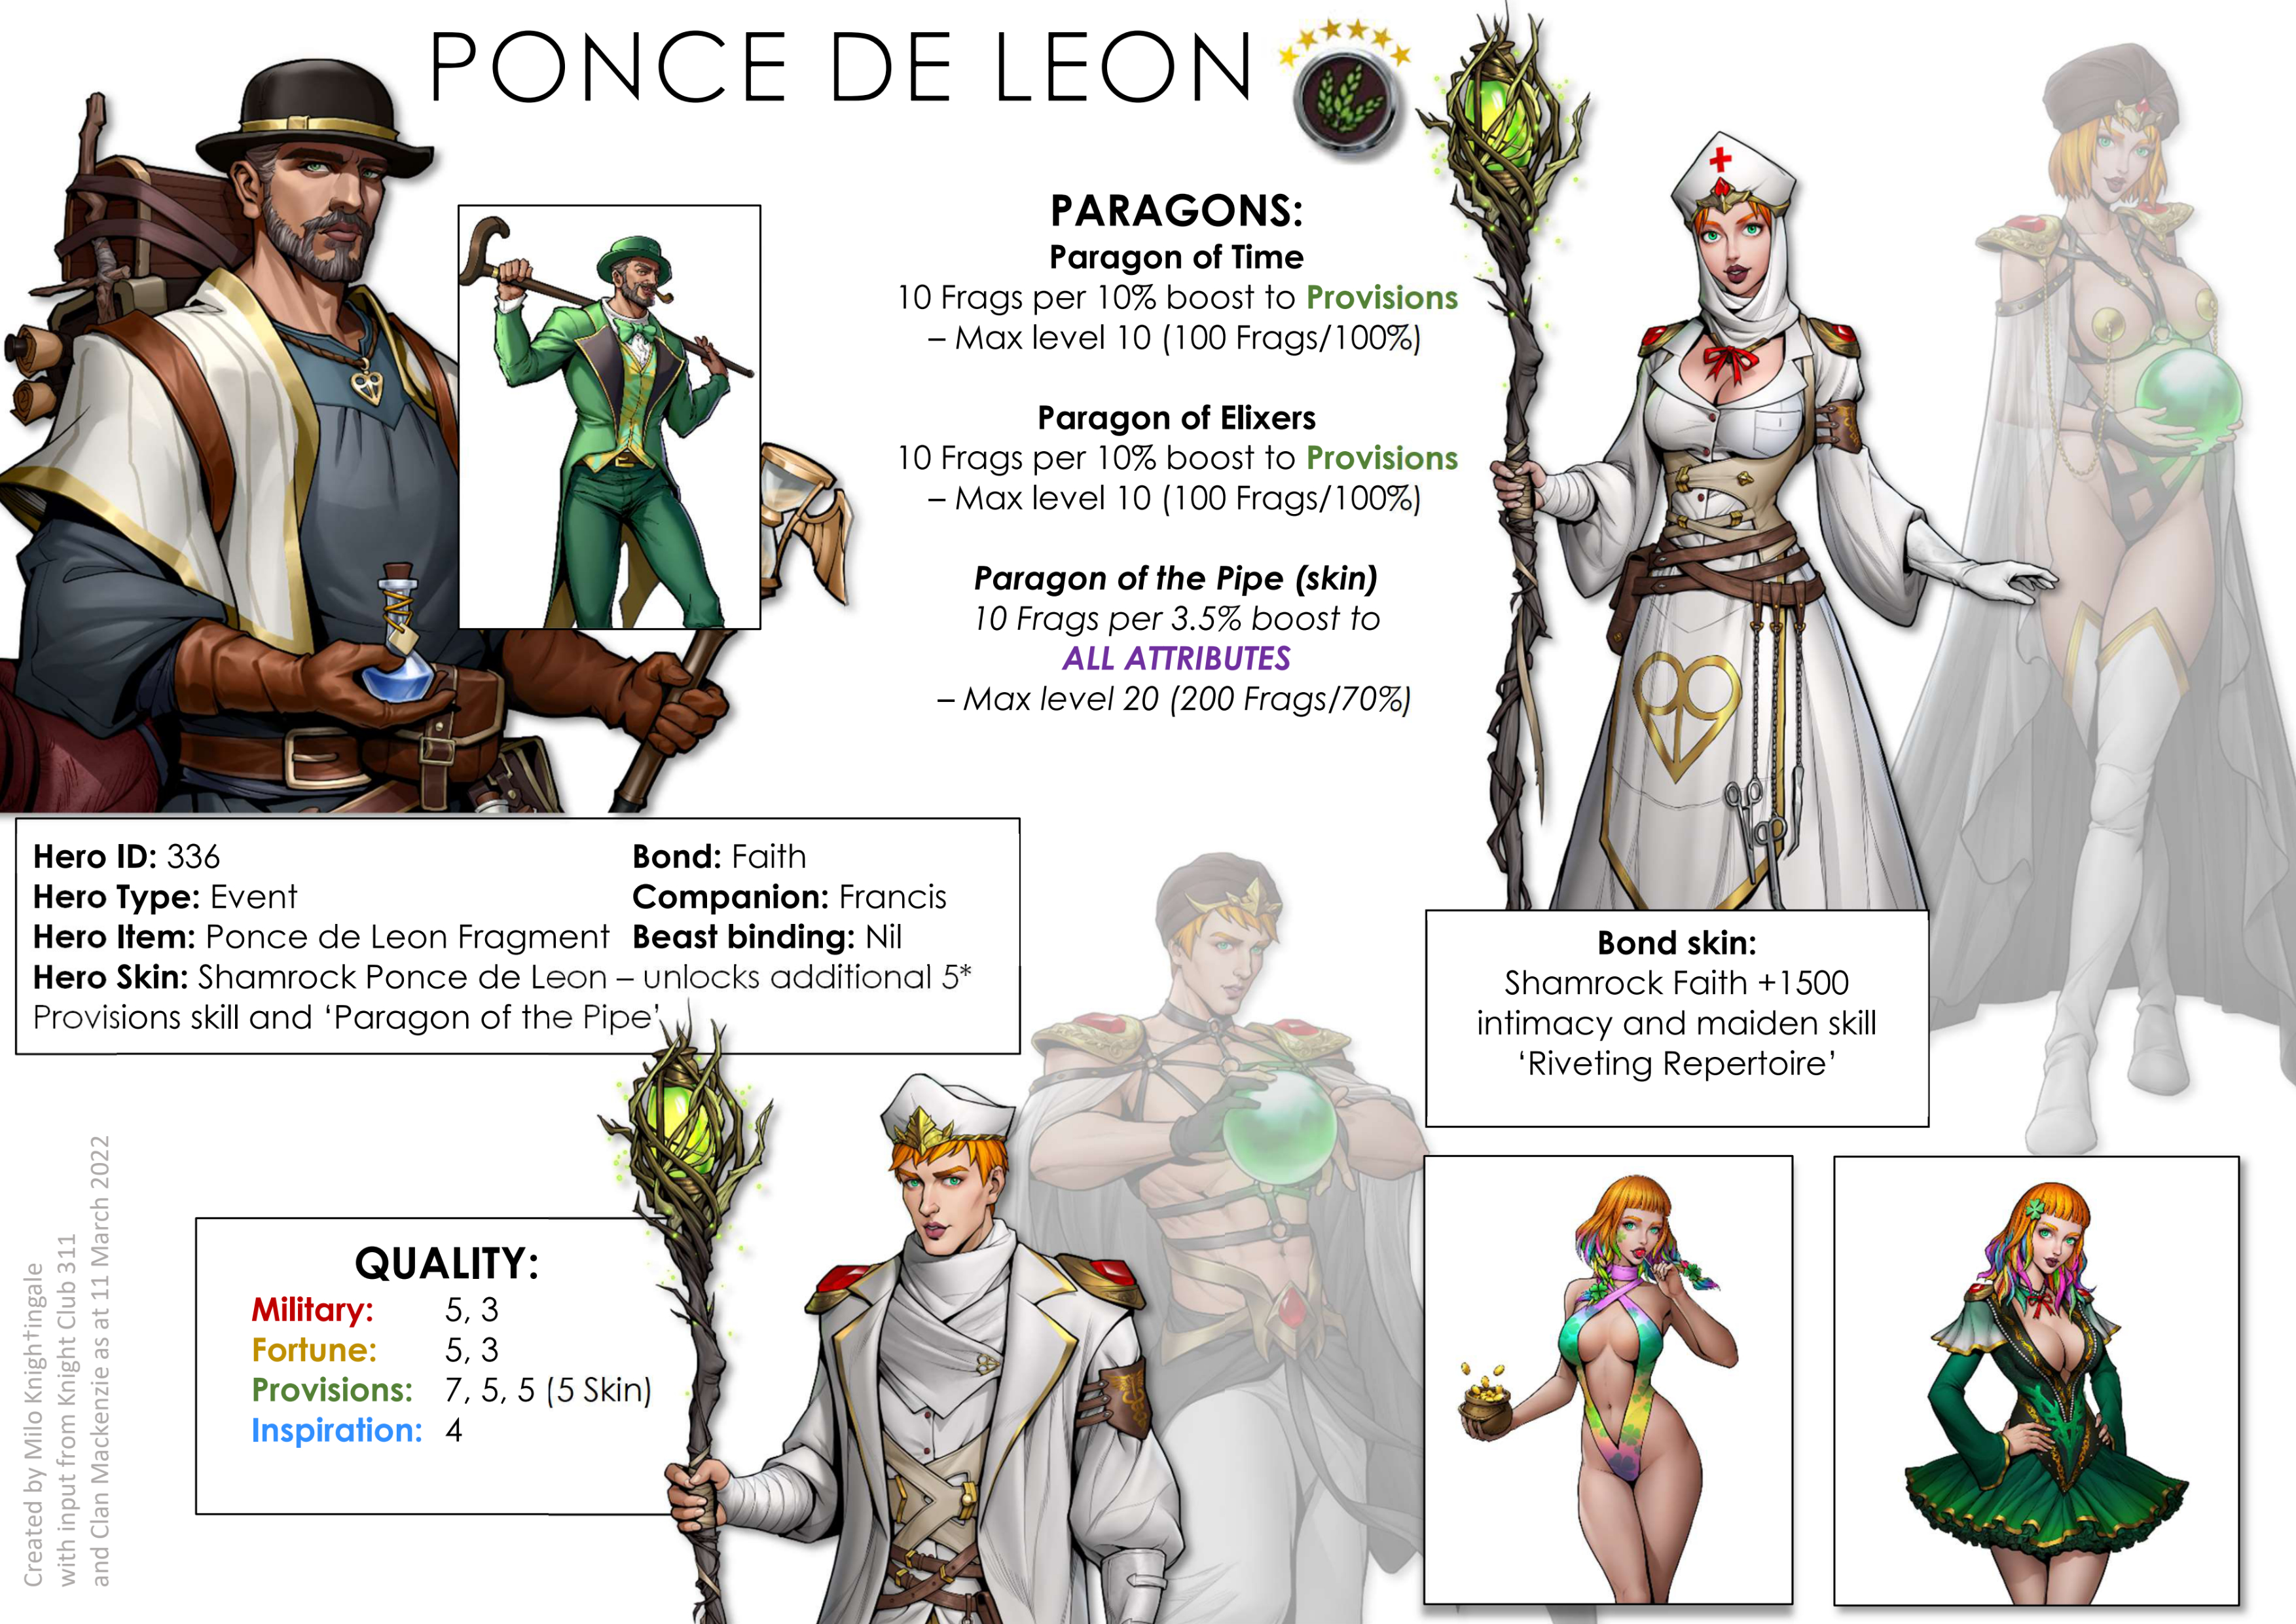 PONCE DE LEON
PARAGONS:
Paragon of Time
10 Frags per 10% boost to Provisions
– Max level 10 (100 Frags/100%)
Paragon of Elixers
10 Frags per 10% boost to Provisions
– Max level 10 (100 Frags/100%)
Paragon of the Pipe (skin)
10 Frags per 3.5% boost to
ALL ATTRIBUTES
– Max level 20 (200 Frags/70%)
Hero ID: 336 Bond: Faith
Hero Type: Event Companion: Francis
Hero Item: Ponce de Leon Fragment Beast binding: Nil
Hero Skin: Shamrock Ponce de Leon – unlocks additional 5*
Provisions skill and ‘Paragon of the Pipe’
Bond skin:
Shamrock Faith +1500
intimacy and maiden skill
‘Riveting Repertoire’
QUALITY:
Military: 5, 3
Fortune: 5, 3
Provisions: 7, 5, 5 (5 Skin)
Inspiration: 4
Created by Milo Knigh†ingale
with input from Knight Club 311
and Clan Mackenzie as at 11 March 2022